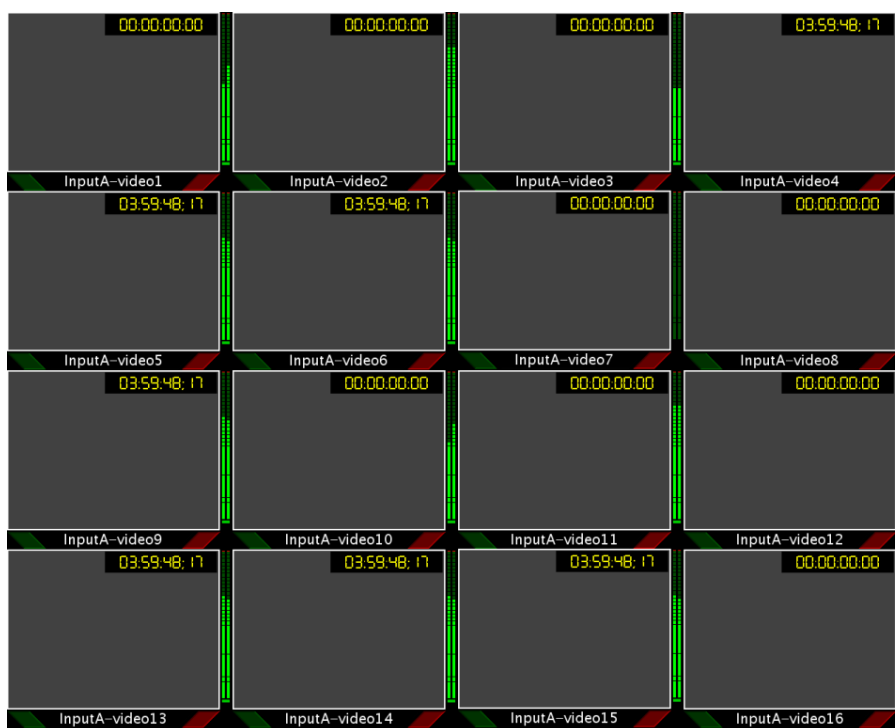 00:00:00:00 00:00:00:00 00:00:00:00 03:59:48;17
InputA-video1 InputA-video2 InputA-video3 InputA-video4
03:59:48;17 03:59:48;17 00:00:00:00 00:00:00:00
InputA-video5 InputA-video6 InputA-video7 InputA-video8
03:59:48;17 00:00:00:00 00:00:00:00 00:00:00:00
InputA-video9 InputA-video10 InputA-video11 InputA-video12
03:59:48;17 03:59:48;17 03:59:48;17 00:00:00:00
InputA-video13 InputA-video14 InputA-video15 InputA-video16